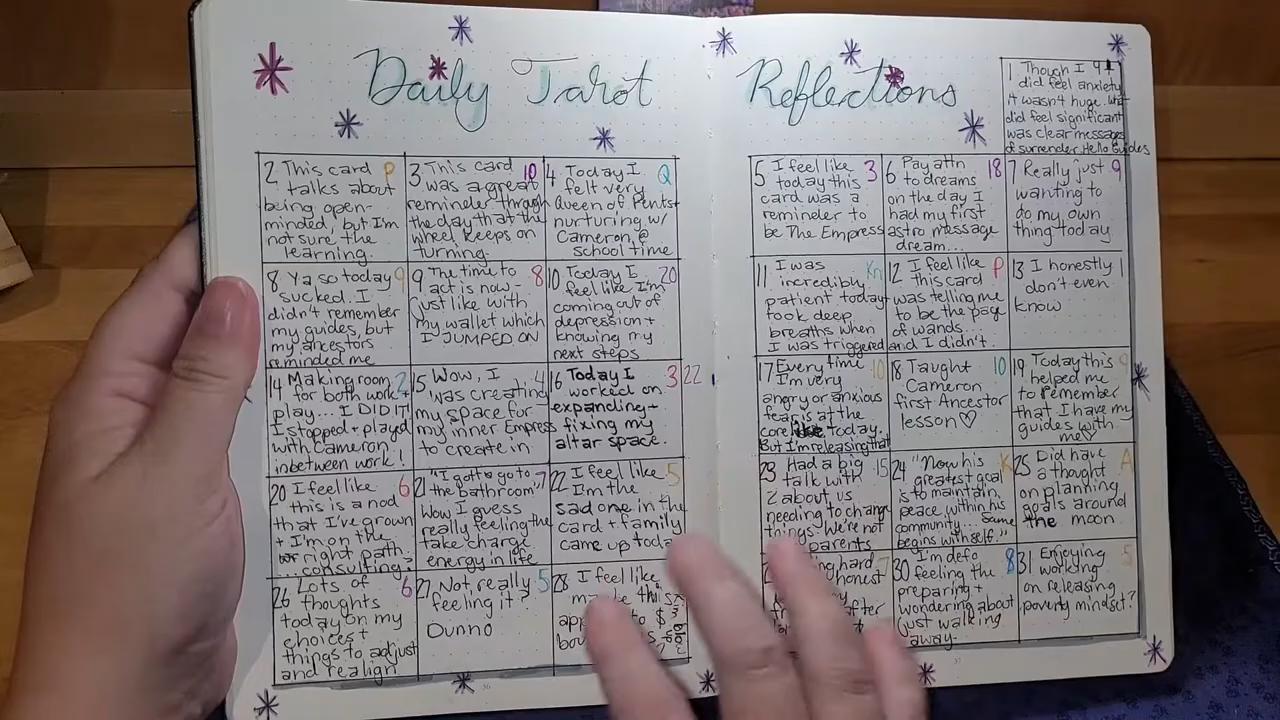 Daily Tarot Reflections
1 Though I 4
did feel anxiety
it wasn't huge. What
did feel significant
was clear messages
of surrender. Hello Guides
2 This card P
talks about
being open-
minded, but I'm
not sure the
learning.
3 This card 10
was a great
reminder through
the day that the
wheel keeps on
turning.
4 Today I Q
felt very
Queen of Pents-
nurturing w/
Cameron @
school time
5 I feel like 3
today this
card was a
reminder to
be The Empress
6 Pay attn 18
to dreams
on the day I
had my first
astro message
dream...
7 Really just 9
wanting to
do my own
thing today
8 Ya so today 9
sucked. I
didn't remember
my guides, but
my ancestors
reminded me
9 The time to 8
act is now-
just like with
my wallet which
I JUMPED ON
10 Today I 20
feel like I'm
coming out of
depression +
knowing my
next steps
11 I was Kn
incredibly
patient today
took deep
breaths when
I was triggered
12 I feel like P
this card
was telling me
to be the page
of wands...
and I didn't.
13 I honestly 1
don't even
know
14 Making room 2
for both work +
play... I DID IT!
I stopped + played
with Cameron
inbetween work!
15 Wow, I 4
was creating
my space for
my inner Empress
to create in
16 Today I 3 22
worked on
expanding +
fixing my
altar space.
17 Every time 10
I'm very
angry or anxious
fear is at the
core today.
But I'm releasing that
18 Taught 10
Cameron
first Ancestor
lesson♡
19 Today this 9
helped me
to remember
that I have my
guides with
me♡
20 I feel like 6
this is a nod
that I've grown
+ I'm on the
right path
... consulting?
21 "I gotta go to 7
the bathroom"
Wow I guess
really feeling the
take charge
energy in life
22 I feel like 5
I'm the
sad one in the
card + family
came up today
23 Had a big 15
talk with
2 about us
needing to change
things. We're not
parents
24 "Now his K
greatest goal
is to maintain
peace within his
community... Same
begins with self."
25 Did have A
a thought
on planning
goals around
the moon
26 Lots of 6
thoughts
today on my
choices +
things to adjust
and realign
27 Not really 5
feeling it?
Dunno
28 I feel like
this
to $
hard 7
honest
after
30 I'm defo 8
feeling the
preparing +
wondering about
just walking
away.
31 Enjoying 5
working
on releasing
poverty mindset?
36
37